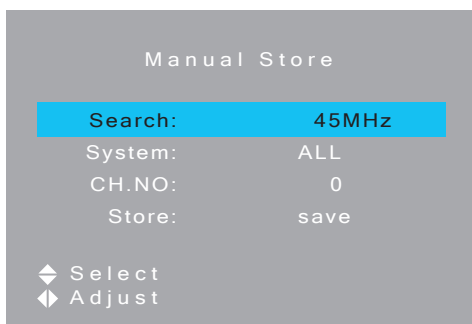 Manual Store
Search: 45MHz
System: ALL
CH.NO: 0
Store: save
Select
Adjust